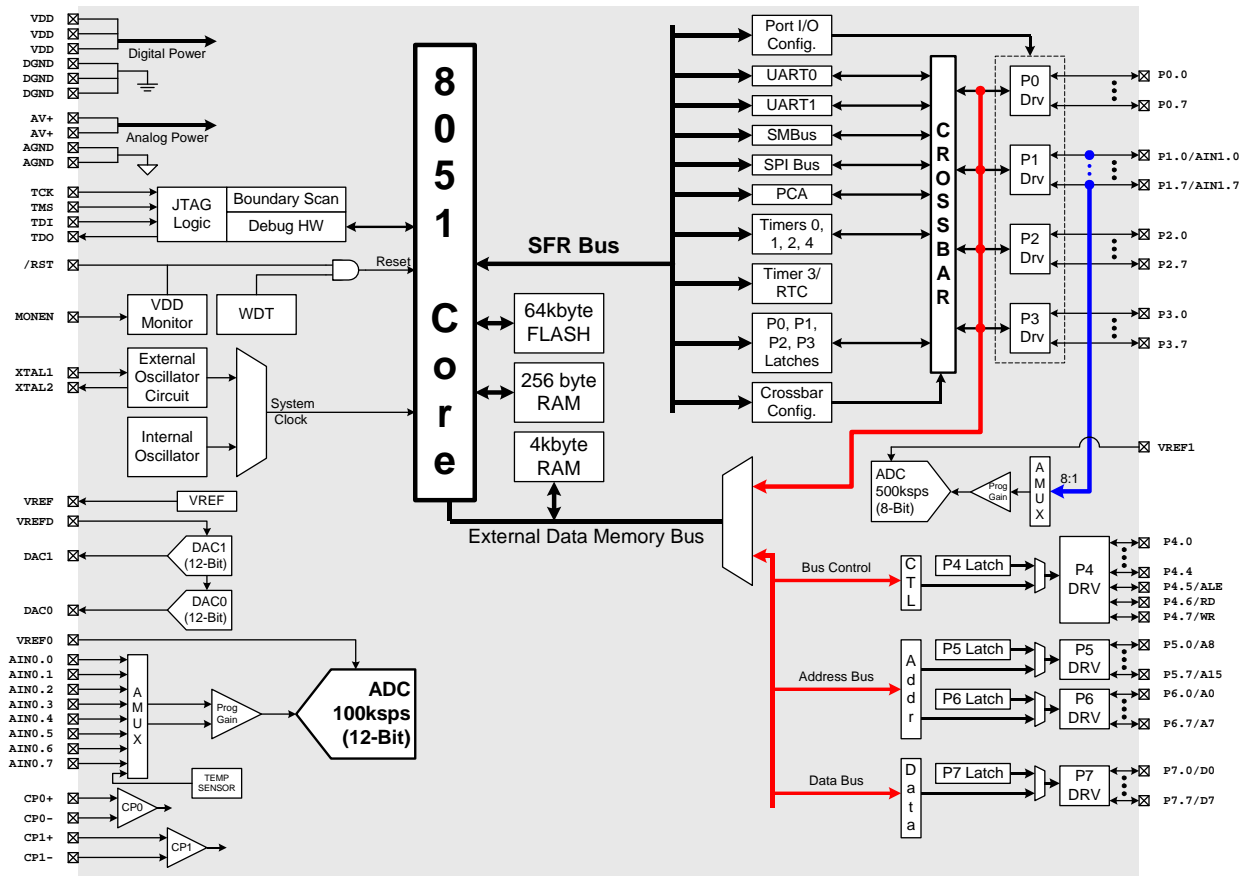 VDD
VDD
VDD
Digital Power
DGND
DGND
DGND
AV+
AV+
Analog Power
AGND
AGND
TCK
TMS
TDI
TDO
JTAG
Logic
Boundary Scan
Debug HW
/RST
Reset
MONEN
VDD
Monitor
WDT
XTAL1
XTAL2
External
Oscillator
Circuit
Internal
Oscillator
System
Clock
VREF
VREF
VREFD
DAC1
DAC1
(12-Bit)
DAC0
DAC0
(12-Bit)
VREF0
AIN0.0
AIN0.1
AIN0.2
AIN0.3
AIN0.4
AIN0.5
AIN0.6
AIN0.7
AMUX
Prog
Gain
ADC
100ksps
(12-Bit)
TEMP
SENSOR
CP0+
CP0-
CP0
CP1+
CP1-
CP1
8051 Core
SFR Bus
64kbyte
FLASH
256 byte
RAM
4kbyte
RAM
External Data Memory Bus
Port I/O
Config.
UART0
UART1
SMBus
SPI Bus
PCA
Timers 0,
1, 2, 4
Timer 3/
RTC
P0, P1,
P2, P3
Latches
Crossbar
Config.
CROSSBAR
P0
Drv
P1
Drv
P2
Drv
P3
Drv
P0.0
P0.7
P1.0/AIN1.0
P1.7/AIN1.7
P2.0
P2.7
P3.0
P3.7
VREF1
ADC
500ksps
(8-Bit)
Prog
Gain
AMUX
8:1
Bus Control
CTL
P4 Latch
P4
DRV
P4.0
P4.4
P4.5/ALE
P4.6/RD
P4.7/WR
Address Bus
Addr
P5 Latch
P5
DRV
P5.0/A8
P5.7/A15
P6 Latch
P6
DRV
P6.0/A0
P6.7/A7
Data Bus
Data
P7 Latch
P7
DRV
P7.0/D0
P7.7/D7